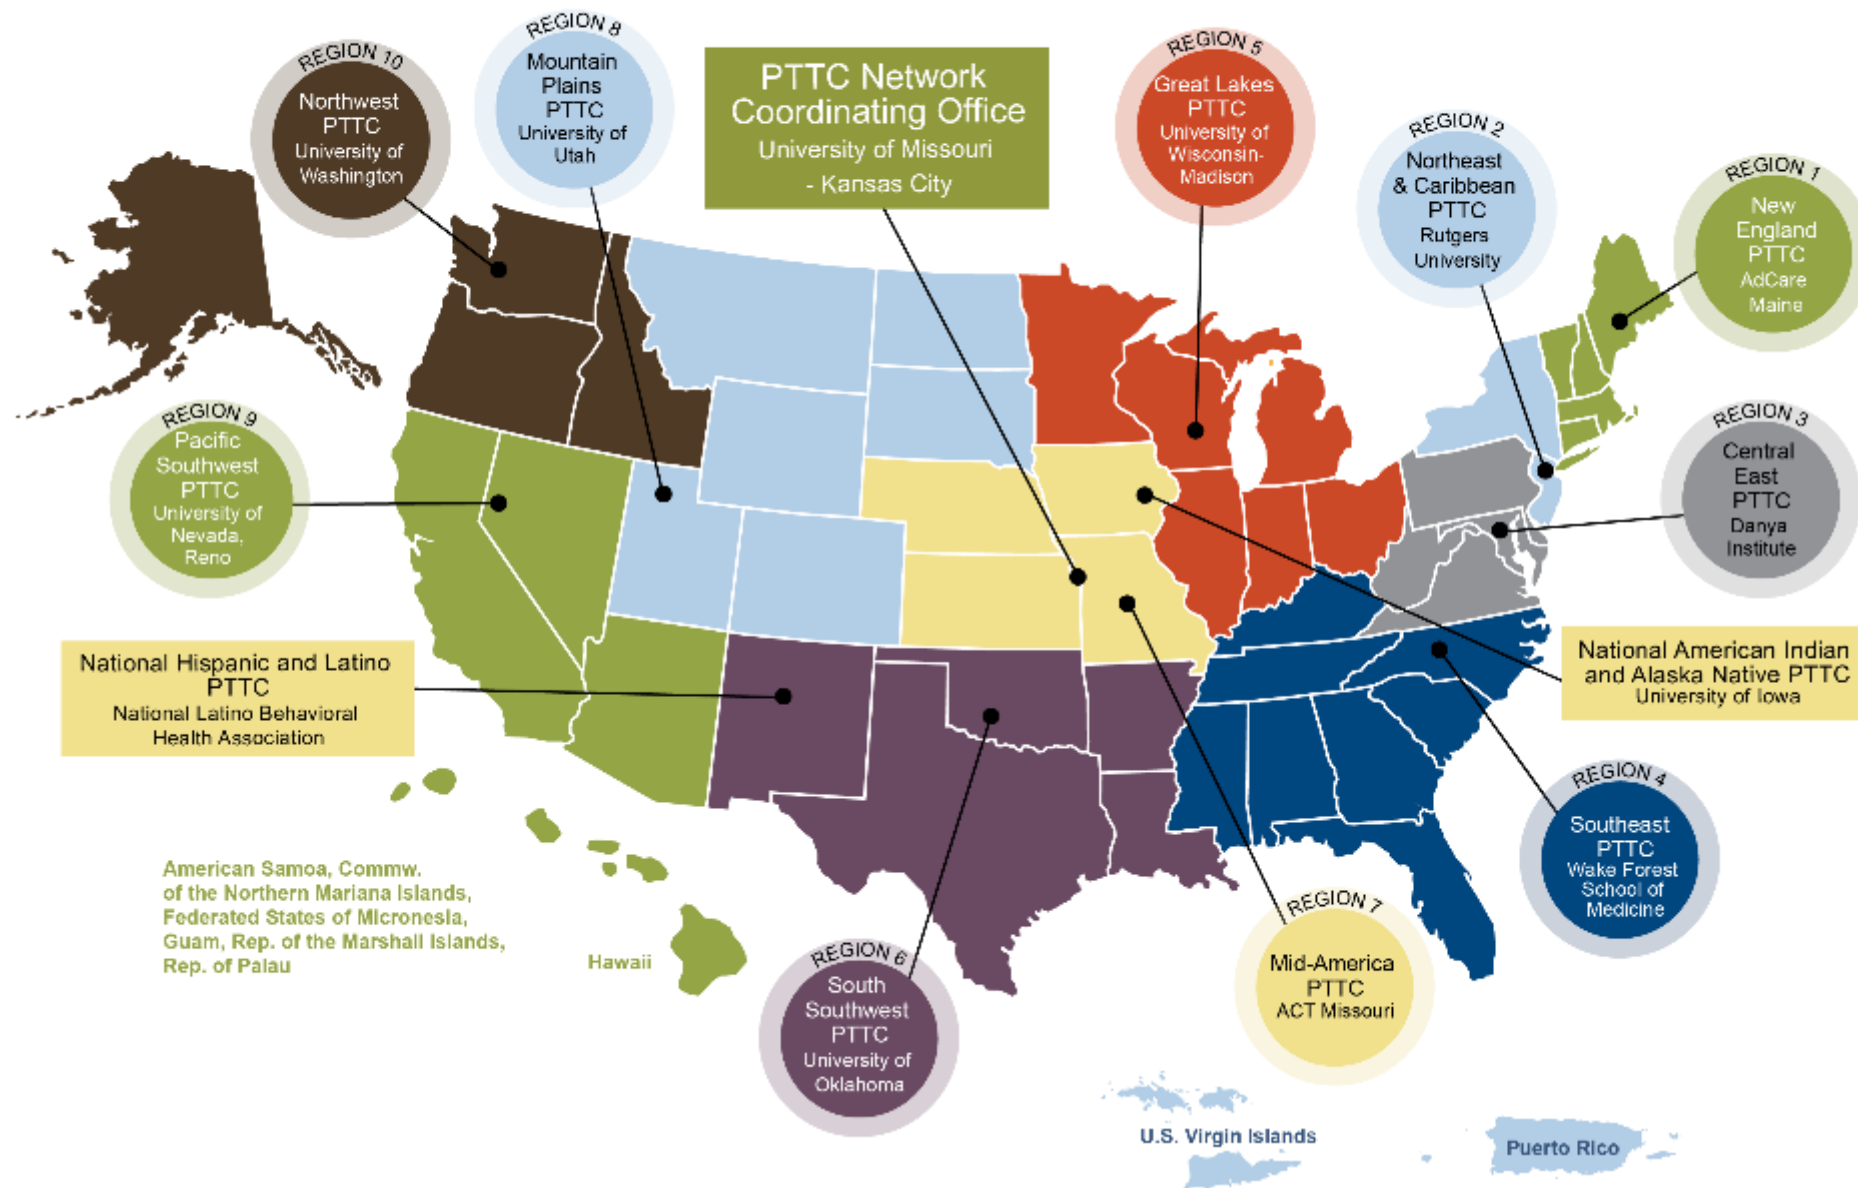 REGION 10
Northwest
PTTC
University of
Washington
REGION 8
Mountain
Plains
PTTC
University of
Utah
PTTC Network
Coordinating Office
University of Missouri
- Kansas City
REGION 5
Great Lakes
PTTC
University of
Wisconsin-
Madison
REGION 2
Northeast
& Caribbean
PTTC
Rutgers
University
REGION 1
New
England
PTTC
AdCare
Maine
REGION 9
Pacific
Southwest
PTTC
University of
Nevada,
Reno
REGION 3
Central
East
PTTC
Danya
Institute
National Hispanic and Latino
PTTC
National Latino Behavioral
Health Association
National American Indian
and Alaska Native PTTC
University of Iowa
REGION 4
Southeast
PTTC
Wake Forest
School of
Medicine
American Samoa, Commw.
of the Northern Mariana Islands,
Federated States of Micronesia,
Guam, Rep. of the Marshall Islands,
Rep. of Palau
Hawaii
REGION 6
South
Southwest
PTTC
University of
Oklahoma
REGION 7
Mid-America
PTTC
ACT Missouri
U.S. Virgin Islands
Puerto Rico